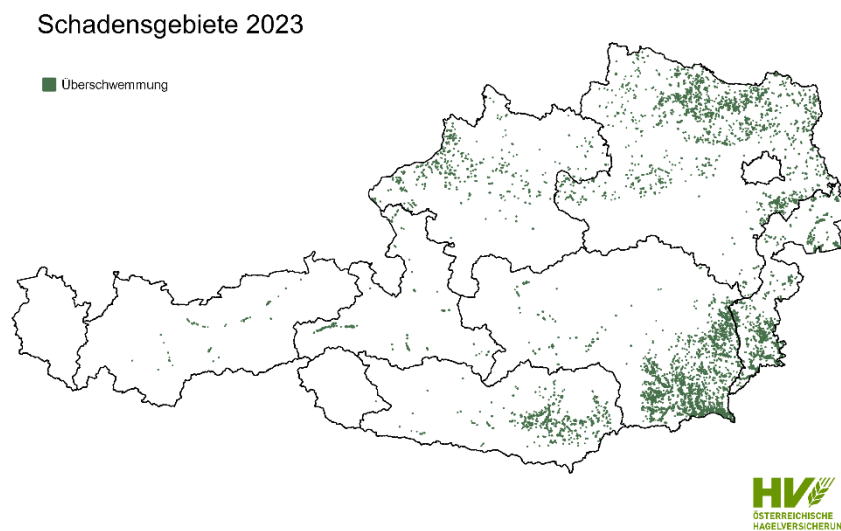 Schadensgebiete 2023
Überschwemmung
HV
ÖSTERREICHISCHE
HAGELVERSICHERUN